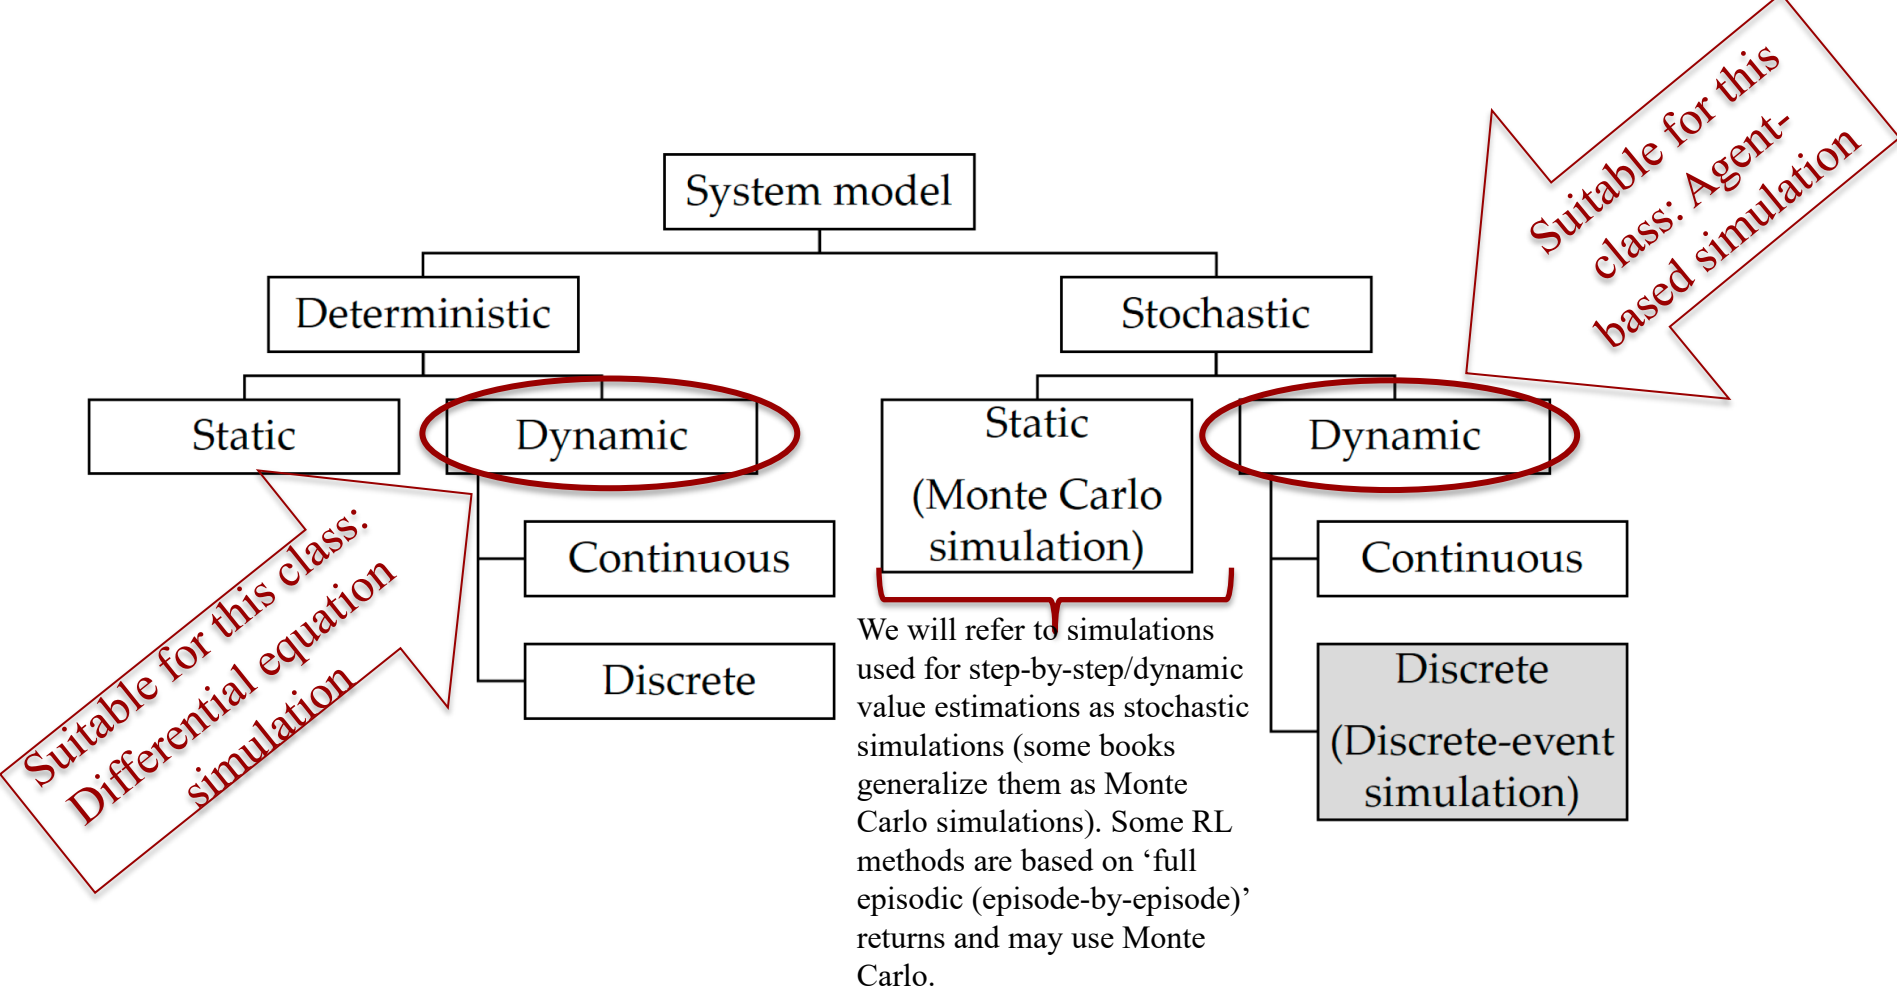 System model
Deterministic
Stochastic
Static
Dynamic
Static
(Monte Carlo
simulation)
Dynamic
Continuous
Discrete
Continuous
Discrete
(Discrete-event
simulation)
Suitable for this class:
Differential equation
simulation
Suitable for this
class: Agent-
based simulation
We will refer to simulations
used for step-by-step/dynamic
value estimations as stochastic
simulations (some books
generalize them as Monte
Carlo simulations). Some RL
methods are based on ‘full
episodic (episode-by-episode)’
returns and may use Monte
Carlo.